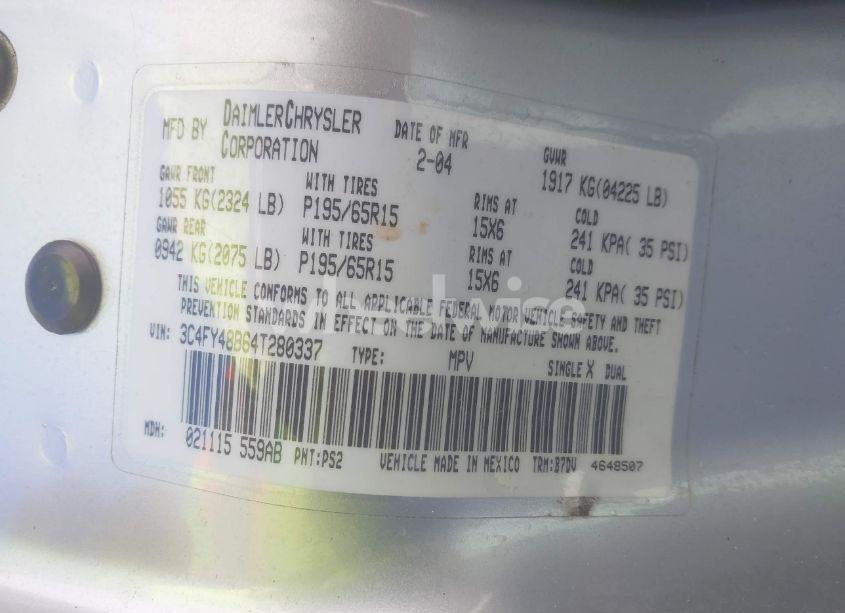 MFD BY DAIMLERCHRYSLER CORPORATION DATE OF MFR 2-04 GVWR 1917 KG(04225 LB)
GAWR FRONT WITH TIRES RIMS AT COLD
1055 KG(2324 LB) P195/65R15 15X6 241 KPA( 35 PSI)
GAWR REAR WITH TIRES RIMS AT COLD
0942 KG(2075 LB) P195/65R15 15X6 241 KPA( 35 PSI)
THIS VEHICLE CONFORMS TO ALL APPLICABLE FEDERAL MOTOR VEHICLE SAFETY AND THEFT
PREVENTION STANDARDS IN EFFECT ON THE DATE OF MANUFACTURE SHOWN ABOVE.
VIN: 3C4FY48B64T280337 TYPE: MPV SINGLE X DUAL
MDH: 021115 559AB PNT:PS2 VEHICLE MADE IN MEXICO TRM:B7DV 4648507
wheelwise